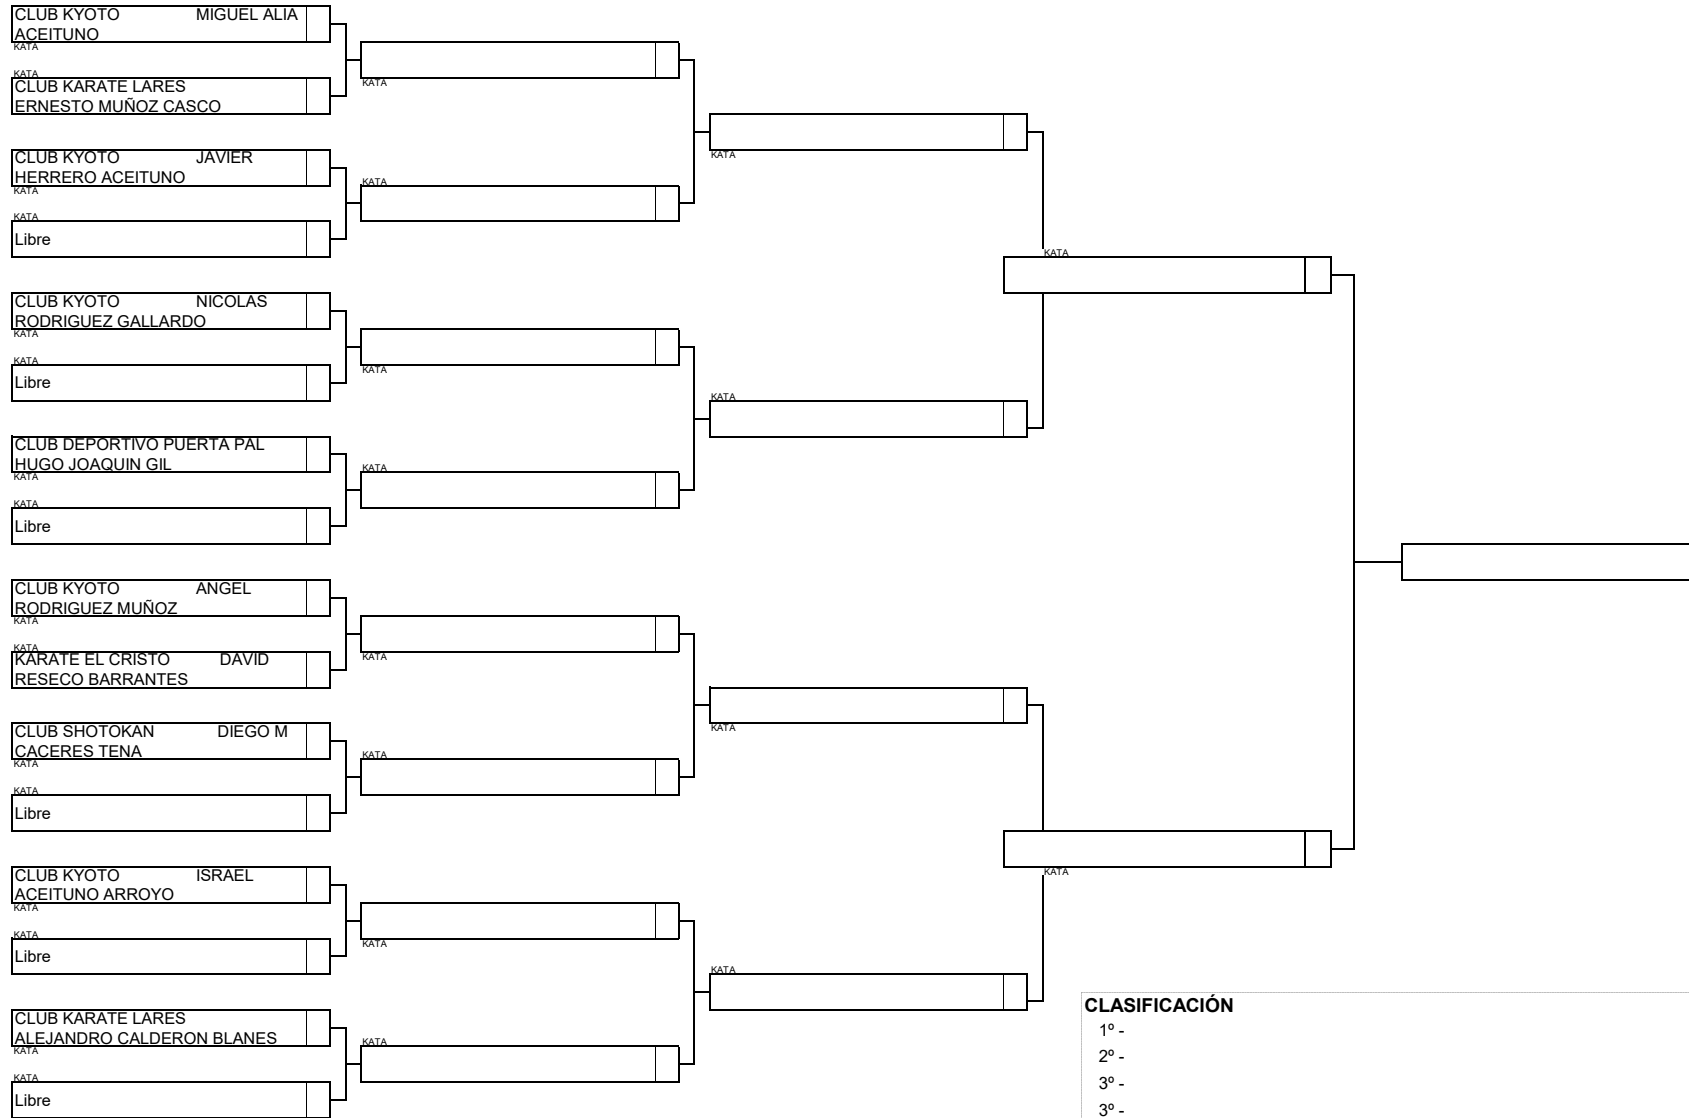 CLUB KYOTO MIGUEL ALIA
ACEITUNO
KATA
KATA
CLUB KARATE LARES
ERNESTO MUÑOZ CASCO
CLUB KYOTO JAVIER
HERRERO ACEITUNO
KATA
KATA
Libre
CLUB KYOTO NICOLAS
RODRIGUEZ GALLARDO
KATA
KATA
Libre
CLUB DEPORTIVO PUERTA PAL
HUGO JOAQUIN GIL
KATA
KATA
Libre
CLUB KYOTO ANGEL
RODRIGUEZ MUÑOZ
KATA
KATA
KARATE EL CRISTO DAVID
RESECO BARRANTES
CLUB SHOTOKAN DIEGO M
CACERES TENA
KATA
KATA
Libre
CLUB KYOTO ISRAEL
ACEITUNO ARROYO
KATA
KATA
Libre
CLUB KARATE LARES
ALEJANDRO CALDERON BLANES
KATA
KATA
Libre
KATA
KATA
KATA
KATA
KATA
KATA
KATA
KATA
KATA
KATA
KATA
KATA
KATA
KATA
CLASIFICACIÓN
1º -
2º -
3º -
3º -